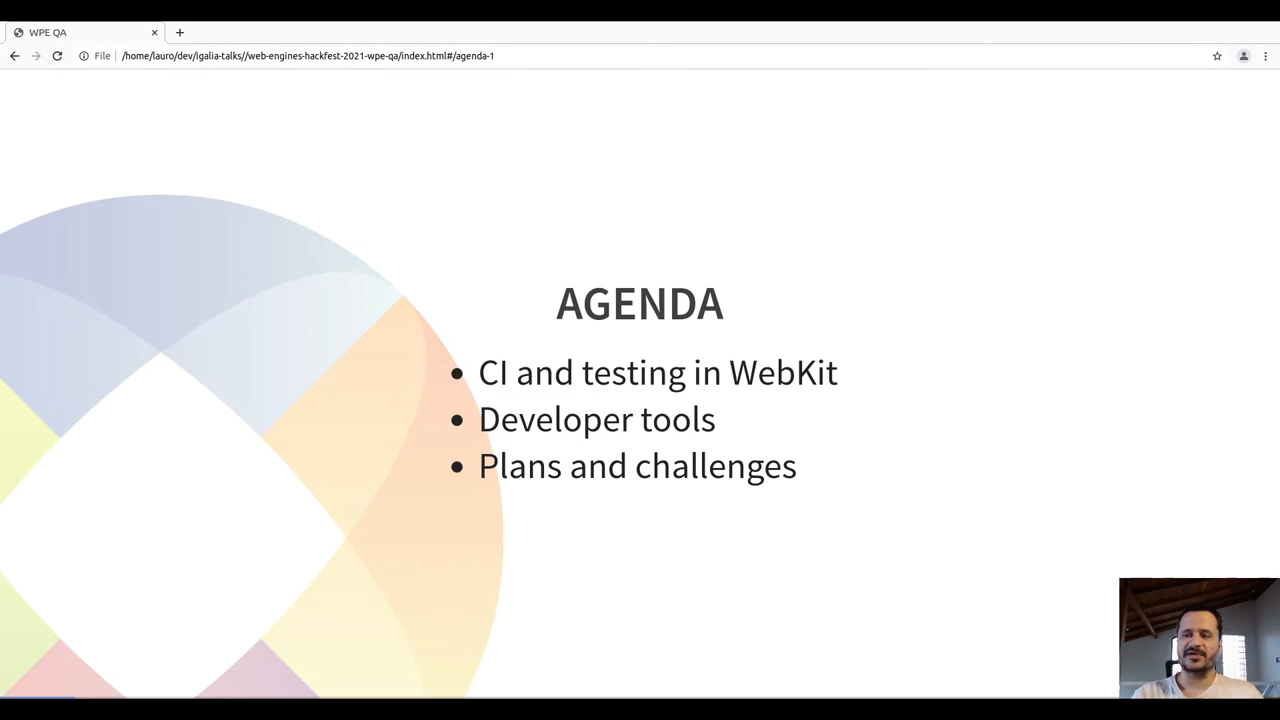 WPE QA
File
/home/lauro/dev/igalia-talks//web-engines-hackfest-2021-wpe-qa/index.html#/agenda-1
AGENDA
CI and testing in WebKit
Developer tools
Plans and challenges